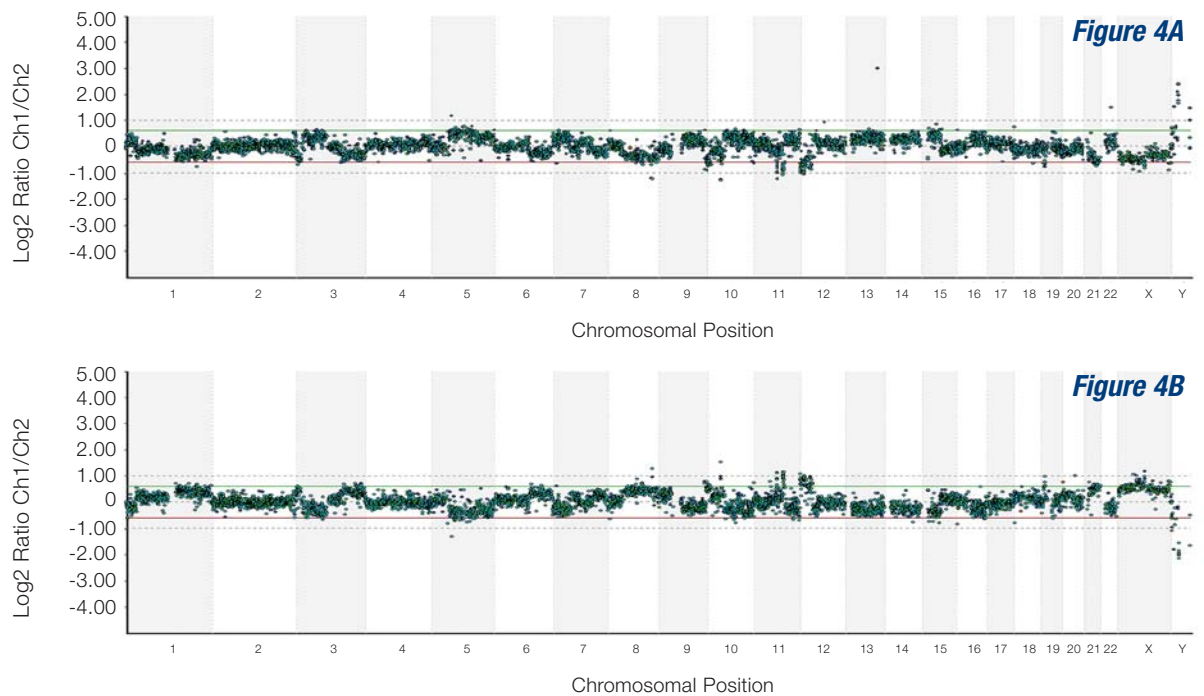 Figure 4A
Log2 Ratio Ch1/Ch2
5.00
4.00
3.00
2.00
1.00
0
-1.00
-2.00
-3.00
-4.00
1 2 3 4 5 6 7 8 9 10 11 12 13 14 15 16 17 18 19 20 21 22 X Y
Chromosomal Position
Figure 4B
Log2 Ratio Ch1/Ch2
5.00
4.00
3.00
2.00
1.00
0
-1.00
-2.00
-3.00
-4.00
1 2 3 4 5 6 7 8 9 10 11 12 13 14 15 16 17 18 19 20 21 22 X Y
Chromosomal Position